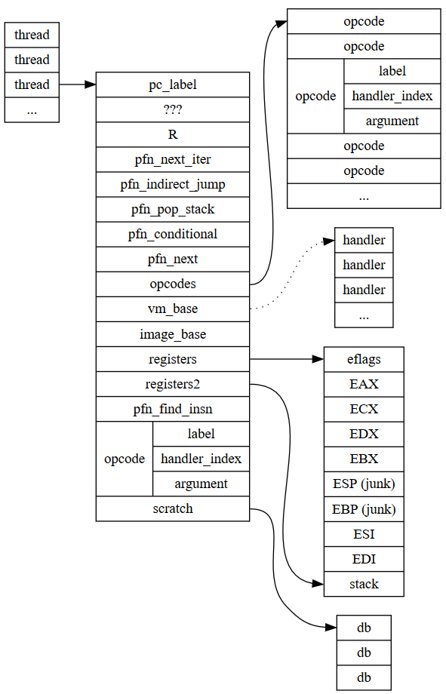 thread
thread
thread
...
pc_label
???
R
pfn_next_iter
pfn_indirect_jump
pfn_pop_stack
pfn_conditional
pfn_next
opcodes
vm_base
image_base
registers
registers2
pfn_find_insn
opcode
label
handler_index
argument
scratch
opcode
opcode
opcode
label
handler_index
argument
opcode
opcode
...
handler
handler
handler
...
eflags
EAX
ECX
EDX
EBX
ESP (junk)
EBP (junk)
ESI
EDI
stack
db
db
db